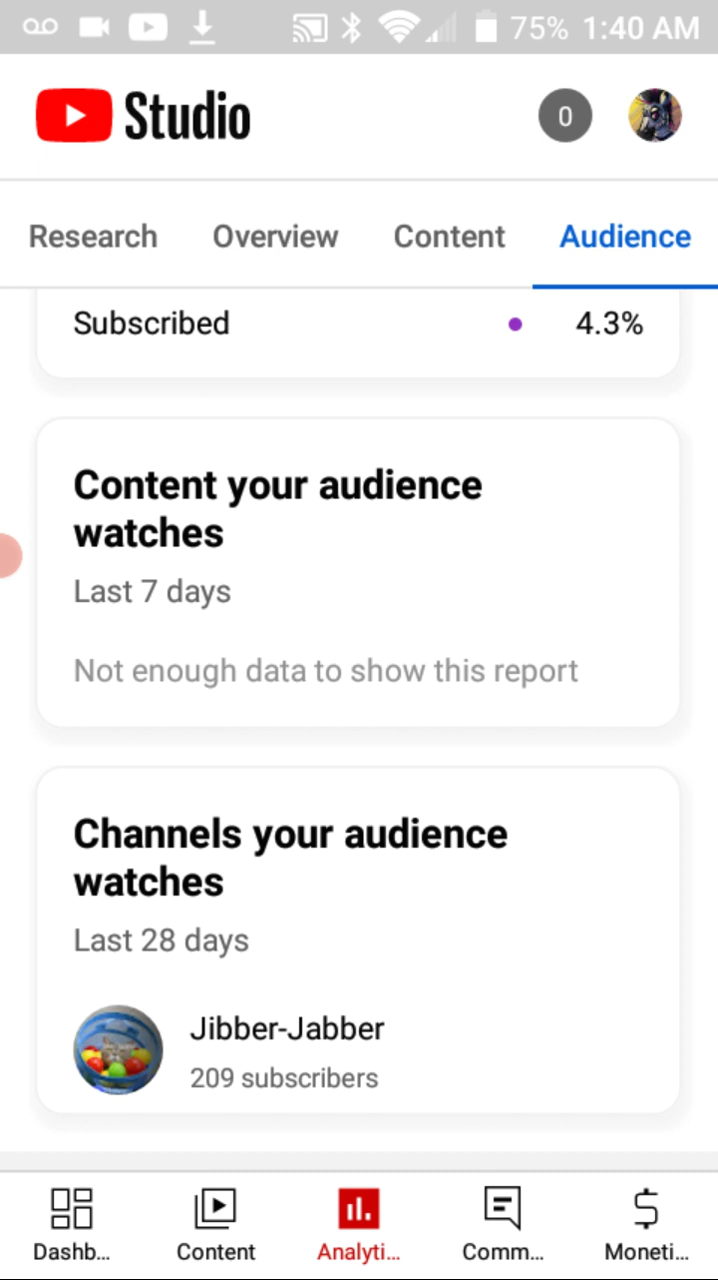 75% 1:40 AM
Studio
0
Research Overview Content Audience
Subscribed 4.3%
Content your audience
watches
Last 7 days
Not enough data to show this report
Channels your audience
watches
Last 28 days
Jibber-Jabber
209 subscribers
Dashb... Content Analyti... Comm... Moneti...